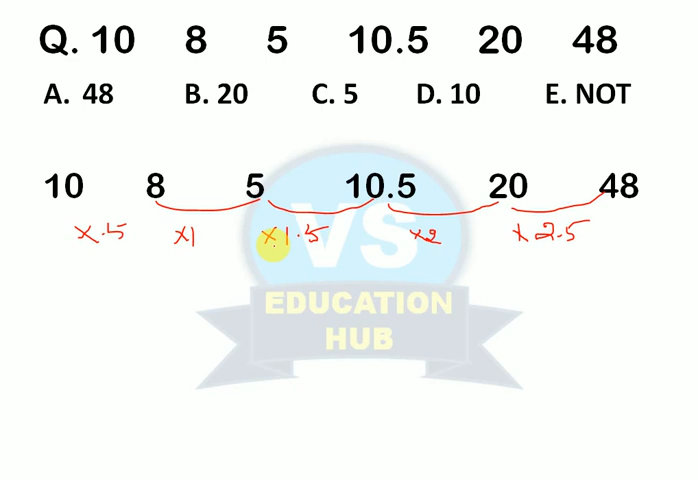 Q. 10 8 5 10.5 20 48
A. 48 B. 20 C. 5 D. 10 E. NOT
10 8 5 10.5 20 48
x.5 x1 x1.5 x2 x2.5
VS
EDUCATION
HUB